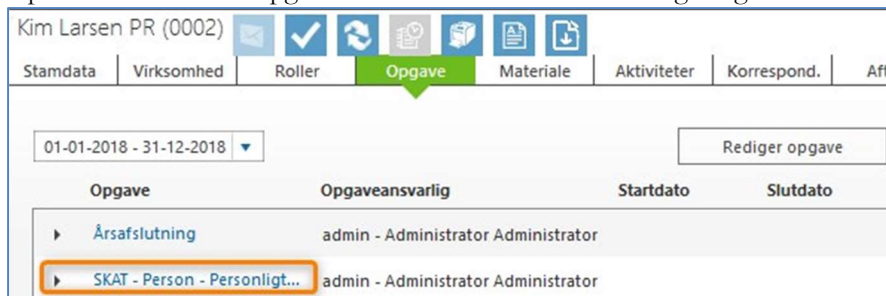 Kim Larsen PR (0002)
Stamdata Virksomhed Roller Opgave Materiale Aktiviteter Korrespond. Aft
01-01-2018 - 31-12-2018 Rediger opgave
Opgave Opgaveansvarlig Startdato Slutdato
Årsafslutning admin - Administrator Administrator
SKAT - Person - Personligt... admin - Administrator Administrator